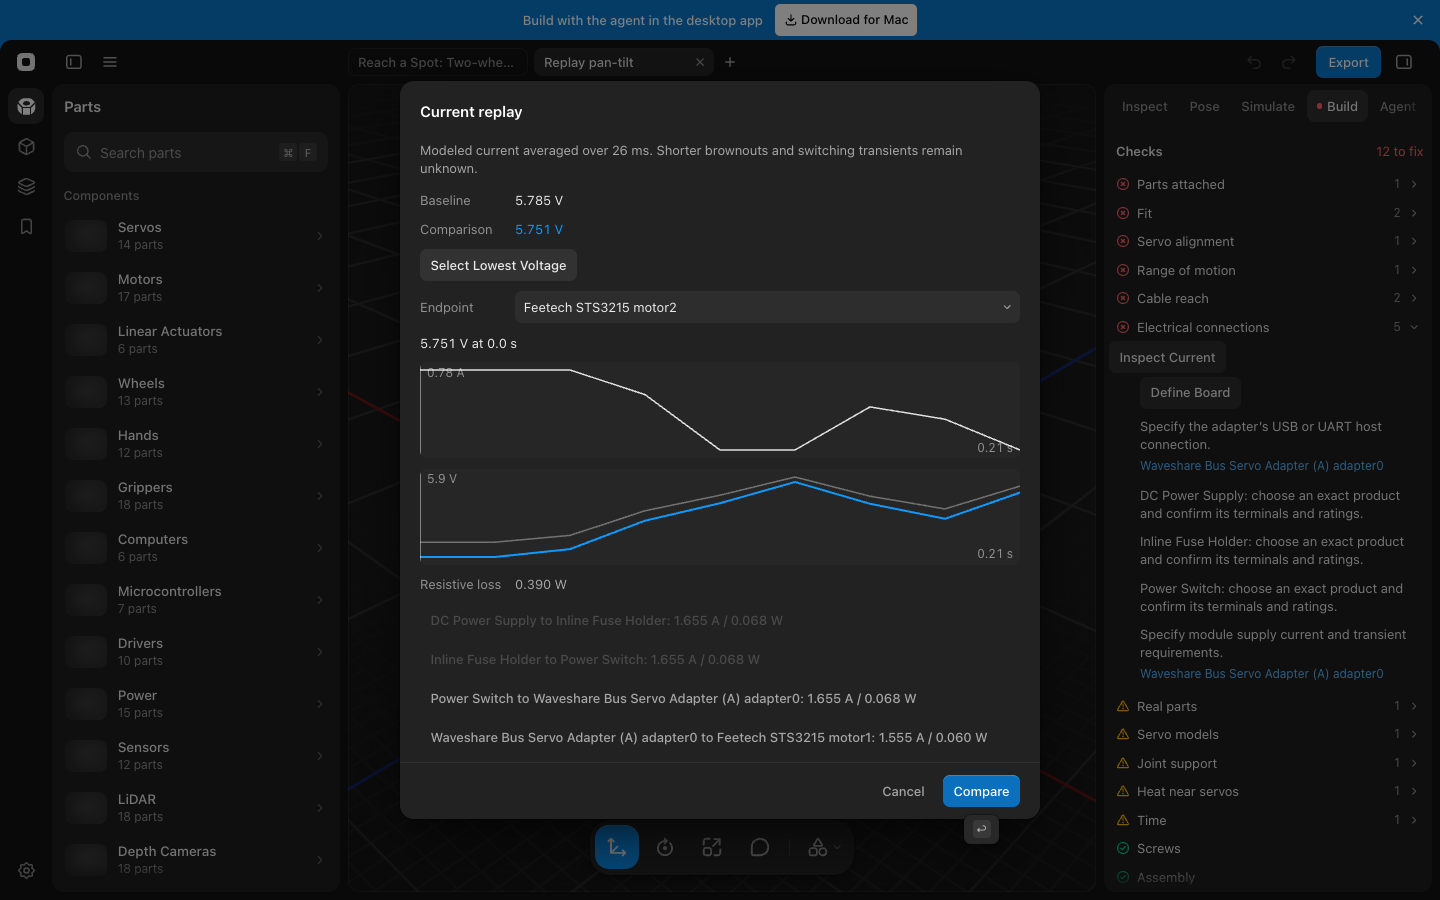 Build with the agent in the desktop app
Download for Mac
Reach a Spot: Two-whe...
Replay pan-tilt
Export
Parts
Search parts
⌘ F
Components
Servos
14 parts
Motors
17 parts
Linear Actuators
6 parts
Wheels
13 parts
Hands
12 parts
Grippers
18 parts
Computers
6 parts
Microcontrollers
7 parts
Drivers
10 parts
Power
15 parts
Sensors
12 parts
LiDAR
18 parts
Depth Cameras
18 parts
Current replay
Modeled current averaged over 26 ms. Shorter brownouts and switching transients remain
unknown.
Baseline 5.785 V
Comparison 5.751 V
Select Lowest Voltage
Endpoint Feetech STS3215 motor2
5.751 V at 0.0 s
0.78 A
0.21 s
5.9 V
0.21 s
Resistive loss 0.390 W
DC Power Supply to Inline Fuse Holder: 1.655 A / 0.068 W
Inline Fuse Holder to Power Switch: 1.655 A / 0.068 W
Power Switch to Waveshare Bus Servo Adapter (A) adapter0: 1.655 A / 0.068 W
Waveshare Bus Servo Adapter (A) adapter0 to Feetech STS3215 motor1: 1.555 A / 0.060 W
Cancel
Compare
Inspect Pose Simulate Build Agent
Checks 12 to fix
Parts attached 1
Fit 2
Servo alignment 1
Range of motion 1
Cable reach 2
Electrical connections 5
Inspect Current
Define Board
Specify the adapter's USB or UART host
connection.
Waveshare Bus Servo Adapter (A) adapter0
DC Power Supply: choose an exact product
and confirm its terminals and ratings.
Inline Fuse Holder: choose an exact product
and confirm its terminals and ratings.
Power Switch: choose an exact product and
confirm its terminals and ratings.
Specify module supply current and transient
requirements.
Waveshare Bus Servo Adapter (A) adapter0
Real parts 1
Servo models 1
Joint support 1
Heat near servos 1
Time 1
Screws
Assembly